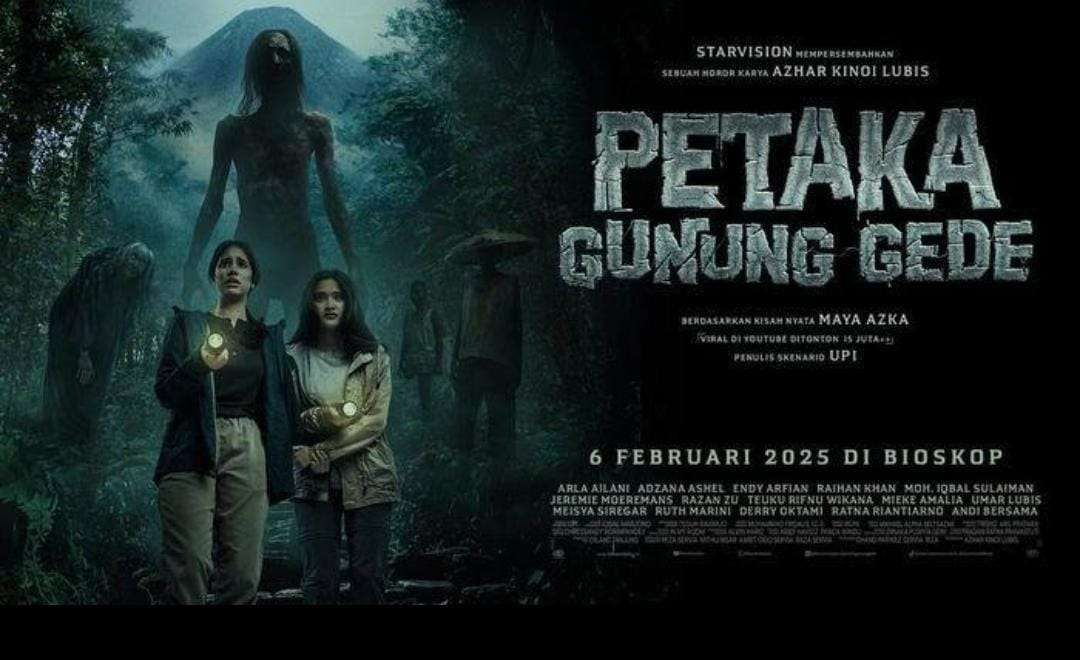 STARVISION MEMPERSEMBAHKAN
SEBUAH HOROR KARYA AZHAR KINOI LUBIS
PETAKA
GUNUNG GEDE
BERDASARKAN KISAH NYATA MAYA AZKA
VIRAL DI YOUTUBE DITONTON 15 JUTA++
PENULIS SKENARIO UPI
6 FEBRUARI 2025 DI BIOSKOP
ARLA AILANI ADZANA ASHEL ENDY ARFIAN RAIHAN KHAN MOH. IQBAL SULAIMAN
JEREMIE MOEREMANS RAZAN ZU TEUKU RIFNU WIKANA MIEKE AMALIA UMAR LUBIS
MEISYA SIREGAR RUTH MARINI DERRY OKTAMI RATNA RIANTIARNO ANDI BERSAMA